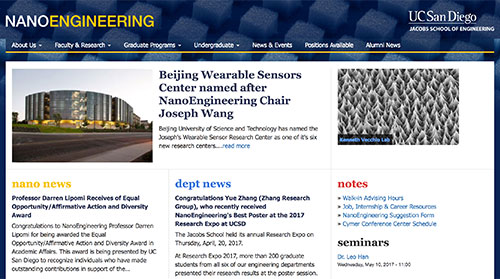 NANOENGINEERING
UC San Diego
JACOBS SCHOOL OF ENGINEERING
About Us
Faculty & Research
Graduate Programs
Undergraduate
News & Events
Positions Available
Alumni News
Beijing Wearable Sensors
Center named after
NanoEngineering Chair
Joseph Wang
Beijing University of Science and Technology has named the
Joseph's Wearable Sensor Research Center as one of it's six
new research centers....read more
Kenneth Vecchio Lab
nano news
Professor Darren Lipomi Receives of Equal
Opportunity/Affirmative Action and Diversity
Award
Congratulations to NanoEngineering Professor Darren
Lipomi for being awarded the Equal
Opportunity/Affirmative Action and Diversity Award in
Academic Affairs. This award is being presented by UC
San Diego to recognize individuals who have made
outstanding contributions in support of the...
dept news
Congratulations Yue Zhang (Zhang Research
Group), who recently received
NanoEngineering's Best Poster at the 2017
Research Expo at UCSD
The Jacobs School held its annual Research Expo on
Thursday, April, 20, 2017.
At Research Expo 2017, more than 200 graduate
students from all six of our engineering departments
presented their research results at the poster session.
notes
» Walk-in Advising Hours
» Job, Internship & Career Resources
» NanoEngineering Suggestion Form
» Cymer Conference Center Schedule
seminars
Dr. Leo Han
Wednesday, May 10, 2017 - 11:00